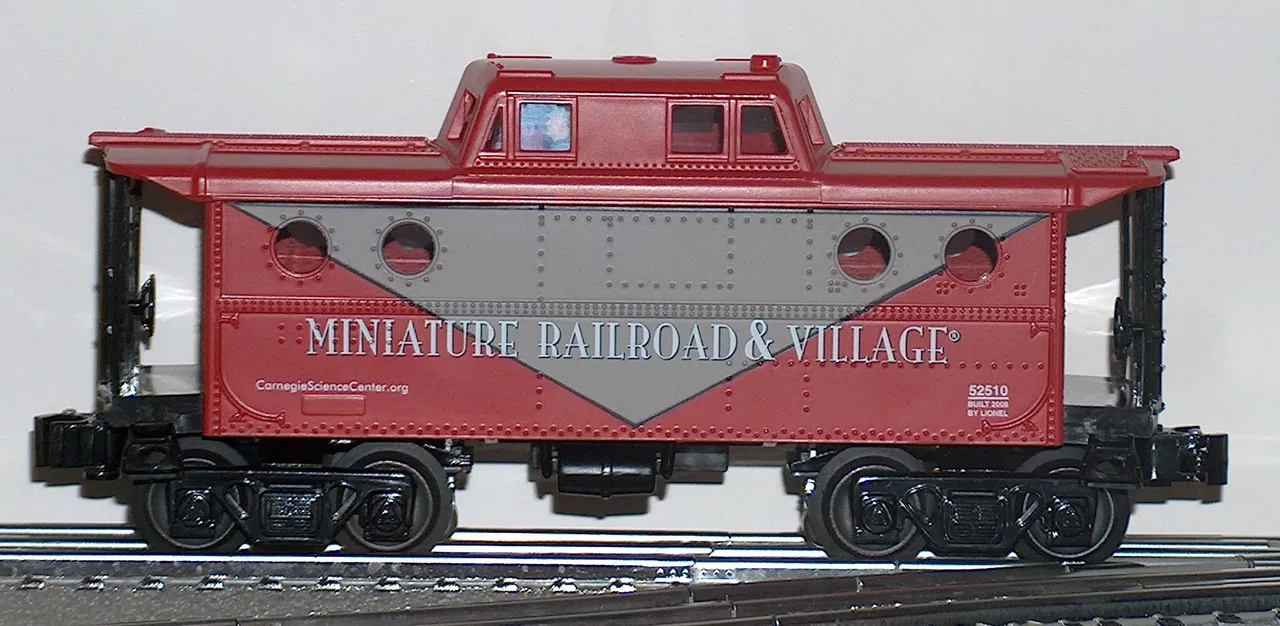 MINIATURE RAILROAD & VILLAGE®
CarnegieScienceCenter.org
52510
BUILT 2008
BY LIONEL